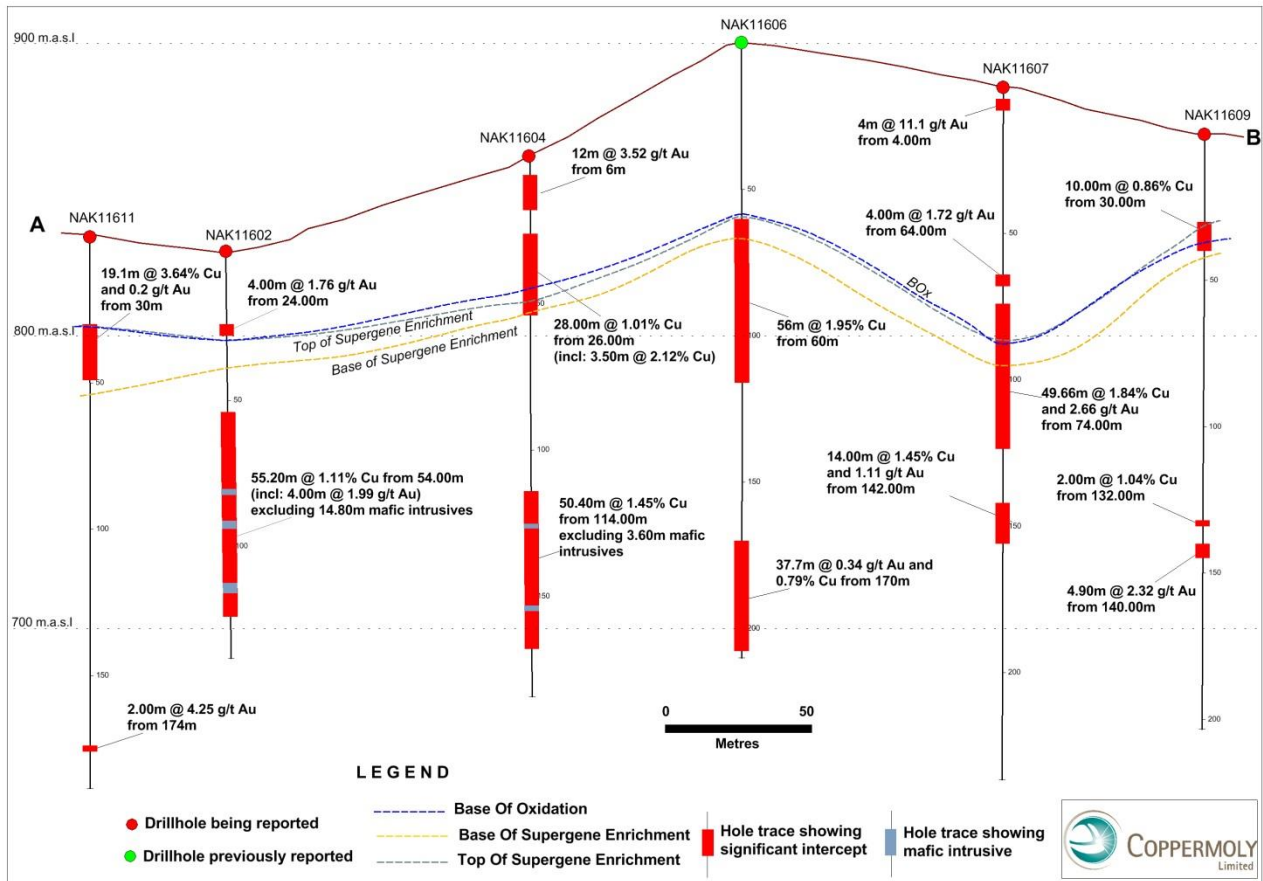 900 m.a.s.l
NAK11606
NAK11607
NAK11609
NAK11604
B
12m @ 3.52 g/t Au
from 6m
4m @ 11.1 g/t Au
from 4.00m
50
10.00m @ 0.86% Cu
from 30.00m
A
NAK11611
NAK11602
50
4.00m @ 1.72 g/t Au
from 64.00m
19.1m @ 3.64% Cu
and 0.2 g/t Au
from 30m
4.00m @ 1.76 g/t Au
from 24.00m
50
BOX
50
800 m.a.s.l
Top of Supergene Enrichment
Base of Supergene Enrichment
28.00m @ 1.01% Cu
from 26.00m
(incl: 3.50m @ 2.12% Cu)
100
56m @ 1.95% Cu
from 60m
50
50
100
49.66m @ 1.84% Cu
and 2.66 g/t Au
from 74.00m
100
100
14.00m @ 1.45% Cu
and 1.11 g/t Au
from 142.00m
2.00m @ 1.04% Cu
from 132.00m
55.20m @ 1.11% Cu from 54.00m
(incl: 4.00m @ 1.99 g/t Au)
excluding 14.80m mafic intrusives
150
50.40m @ 1.45% Cu
from 114.00m
excluding 3.60m mafic
intrusives
100
100
150
150
37.7m @ 0.34 g/t Au and
0.79% Cu from 170m
150
4.90m @ 2.32 g/t Au
from 140.00m
700 m.a.s.l
200
150
200
200
2.00m @ 4.25 g/t Au
from 174m
0
50
Metres
LEGEND
Drillhole being reported
Drillhole previously reported
Base Of Oxidation
Base Of Supergene Enrichment
Top Of Supergene Enrichment
Hole trace showing
significant intercept
Hole trace showing
mafic intrusive
COPPERMOLY
Limited